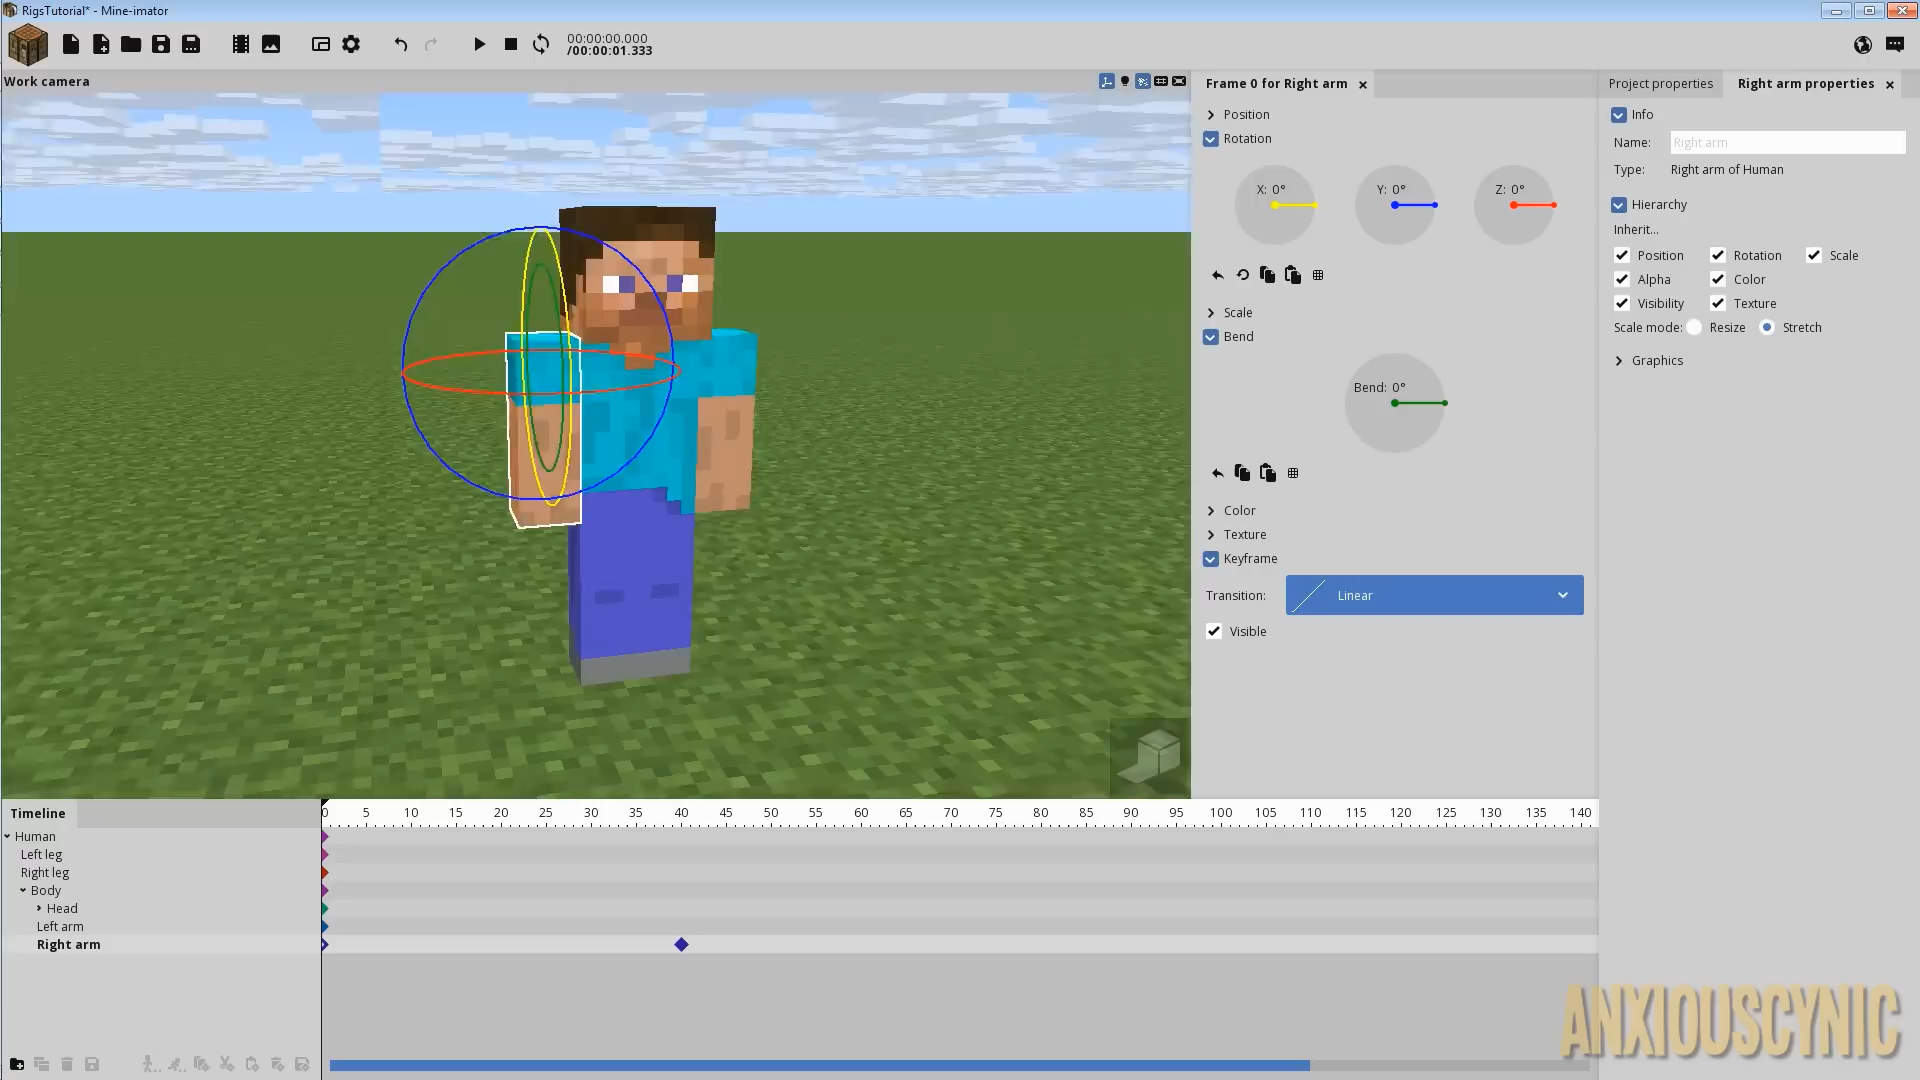 RigsTutorial* - Mine-imator
00:00:00.000
/00:00:01.333
Work camera
Frame 0 for Right arm
Position
Rotation
X: 0°
Y: 0°
Z: 0°
Scale
Bend
Bend: 0°
Color
Texture
Keyframe
Transition:
Linear
Visible
Project properties
Right arm properties
Info
Name:
Right arm
Type:
Right arm of Human
Hierarchy
Inherit...
Position
Rotation
Scale
Alpha
Color
Visibility
Texture
Scale mode:
Resize
Stretch
Graphics
Timeline
0 5 10 15 20 25 30 35 40 45 50 55 60 65 70 75 80 85 90 95 100 105 110 115 120 125 130 135 140
Human
Left leg
Right leg
Body
Head
Left arm
Right arm
ANXIOUSCYNIC